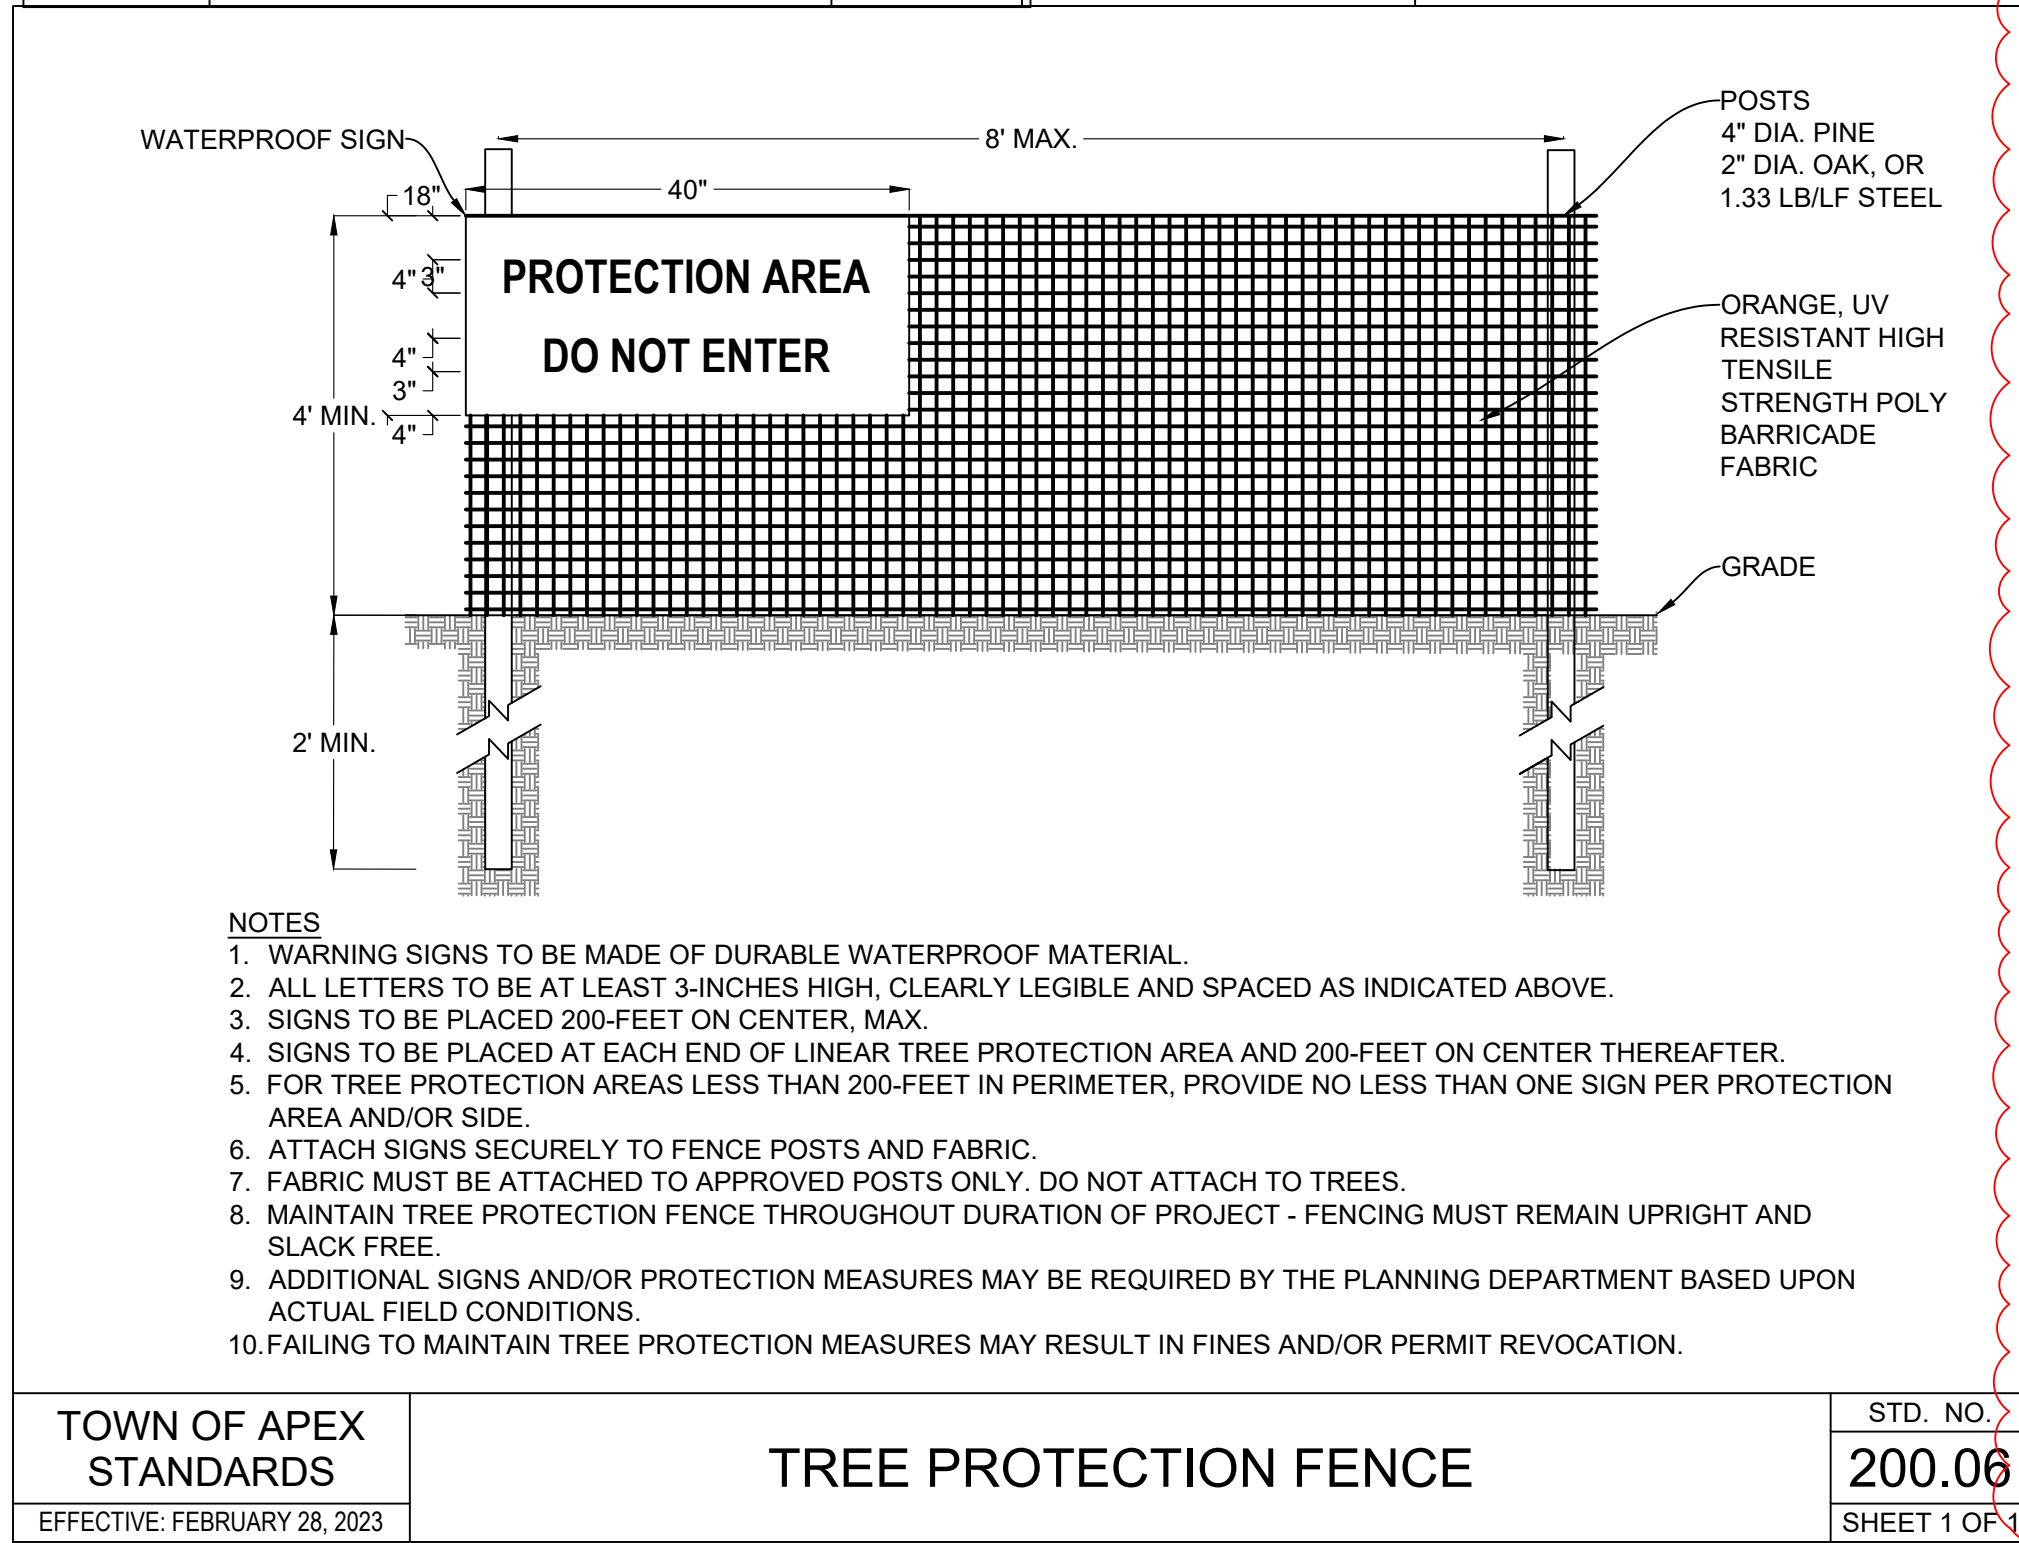 WATERPROOF SIGN
8' MAX.
POSTS
4" DIA. PINE
2" DIA. OAK, OR
1.33 LB/LF STEEL
40"
18"
PROTECTION AREA
DO NOT ENTER
4"
3"
4"
3"
4"
4' MIN.
ORANGE, UV
RESISTANT HIGH
TENSILE
STRENGTH POLY
BARRICADE
FABRIC
GRADE
2' MIN.
NOTES
1. WARNING SIGNS TO BE MADE OF DURABLE WATERPROOF MATERIAL.
2. ALL LETTERS TO BE AT LEAST 3-INCHES HIGH, CLEARLY LEGIBLE AND SPACED AS INDICATED ABOVE.
3. SIGNS TO BE PLACED 200-FEET ON CENTER, MAX.
4. SIGNS TO BE PLACED AT EACH END OF LINEAR TREE PROTECTION AREA AND 200-FEET ON CENTER THEREAFTER.
5. FOR TREE PROTECTION AREAS LESS THAN 200-FEET IN PERIMETER, PROVIDE NO LESS THAN ONE SIGN PER PROTECTION
AREA AND/OR SIDE.
6. ATTACH SIGNS SECURELY TO FENCE POSTS AND FABRIC.
7. FABRIC MUST BE ATTACHED TO APPROVED POSTS ONLY. DO NOT ATTACH TO TREES.
8. MAINTAIN TREE PROTECTION FENCE THROUGHOUT DURATION OF PROJECT - FENCING MUST REMAIN UPRIGHT AND
SLACK FREE.
9. ADDITIONAL SIGNS AND/OR PROTECTION MEASURES MAY BE REQUIRED BY THE PLANNING DEPARTMENT BASED UPON
ACTUAL FIELD CONDITIONS.
10. FAILING TO MAINTAIN TREE PROTECTION MEASURES MAY RESULT IN FINES AND/OR PERMIT REVOCATION.
TOWN OF APEX
STANDARDS
EFFECTIVE: FEBRUARY 28, 2023
TREE PROTECTION FENCE
STD. NO.
200.06
SHEET 1 OF 1